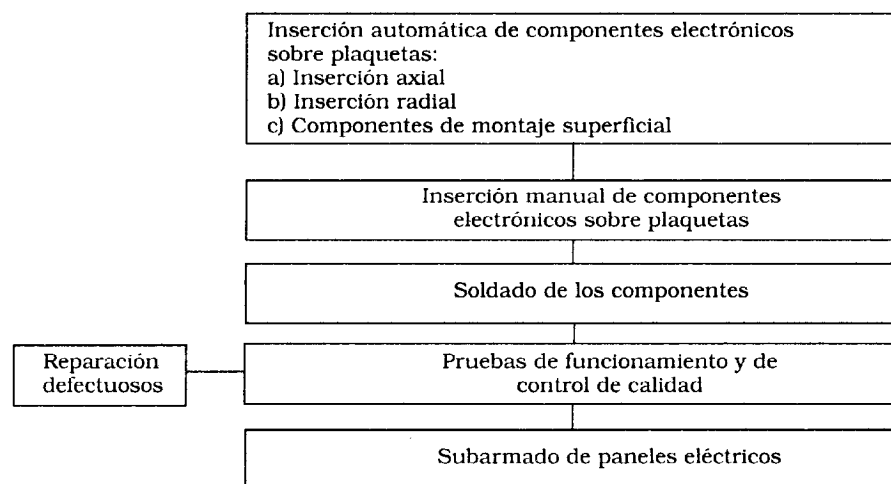 Inserción automática de componentes electrónicos
sobre plaquetas:
a) Inserción axial
b) Inserción radial
c) Componentes de montaje superficial
Inserción manual de componentes
electrónicos sobre plaquetas
Soldado de los componentes
Reparación
defectuosos
Pruebas de funcionamiento y de
control de calidad
Subarmado de paneles eléctricos